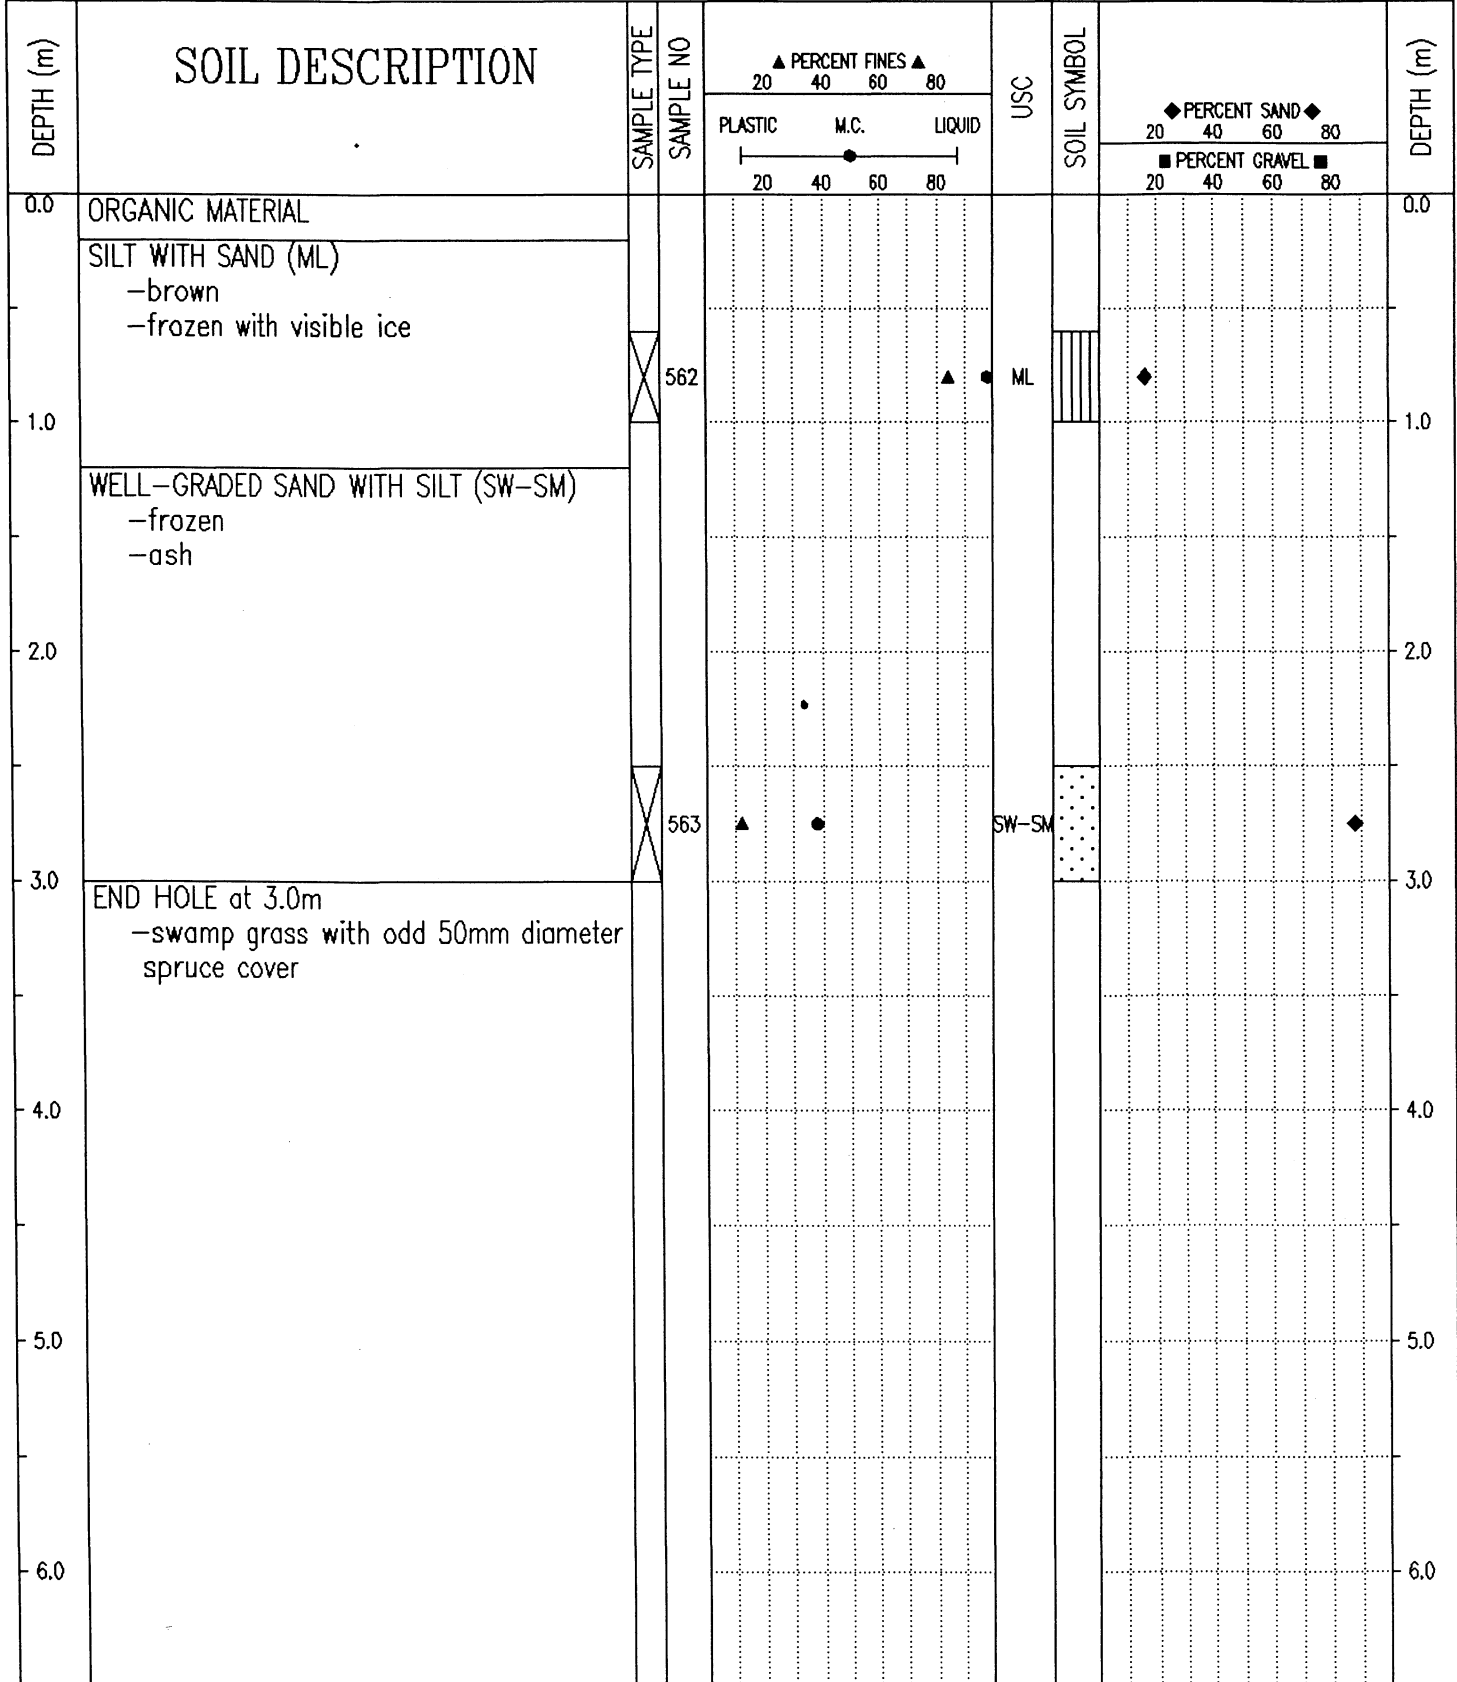 DEPTH (m)
SOIL DESCRIPTION
SAMPLE TYPE
SAMPLE NO
▲ PERCENT FINES ▲
20 40 60 80
PLASTIC M.C. LIQUID
20 40 60 80
USC
SOIL SYMBOL
◆ PERCENT SAND ◆
20 40 60 80
■ PERCENT GRAVEL ■
20 40 60 80
DEPTH (m)
0.0 ORGANIC MATERIAL 0.0
SILT WITH SAND (ML)
-brown
-frozen with visible ice
562 ML
1.0 1.0
WELL-GRADED SAND WITH SILT (SW-SM)
-frozen
-ash
2.0 2.0
563 SW-SM
3.0 3.0
END HOLE at 3.0m
-swamp grass with odd 50mm diameter
spruce cover
4.0 4.0
5.0 5.0
6.0 6.0